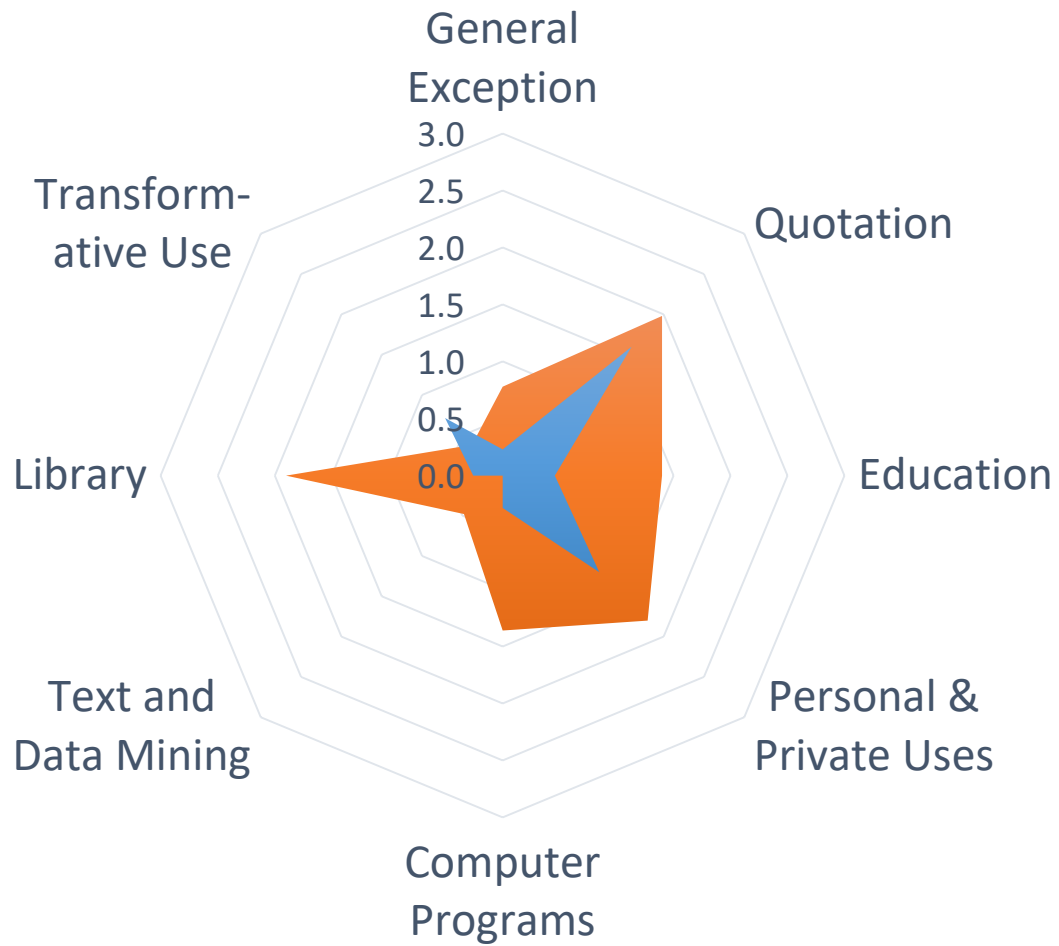 General
Exception
3.0
2.5
2.0
1.5
1.0
0.5
0.0
Transform-
ative Use
Quotation
Library
Education
Text and
Data Mining
Personal &
Private Uses
Computer
Programs